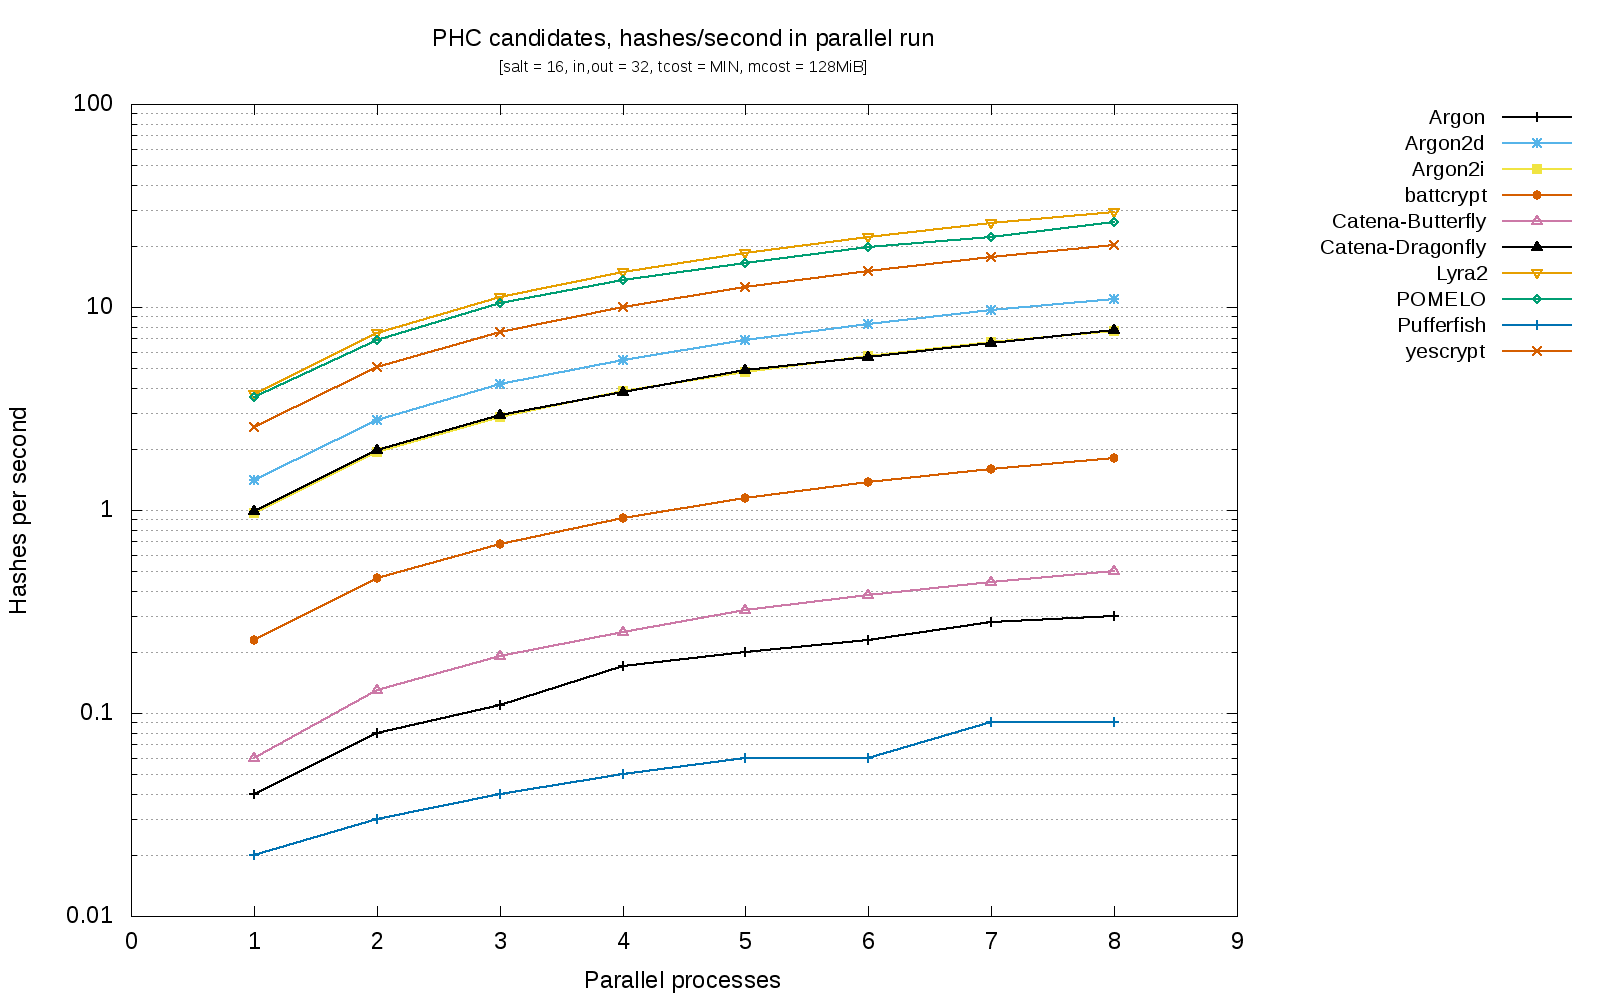 PHC candidates, hashes/second in parallel run
[salt = 16, in,out = 32, tcost = MIN, mcost = 128MiB]
100
10
1
0.1
0.01
Hashes per second
0 1 2 3 4 5 6 7 8 9
Parallel processes
Argon
Argon2d
Argon2i
battcrypt
Catena-Butterfly
Catena-Dragonfly
Lyra2
POMELO
Pufferfish
yescrypt